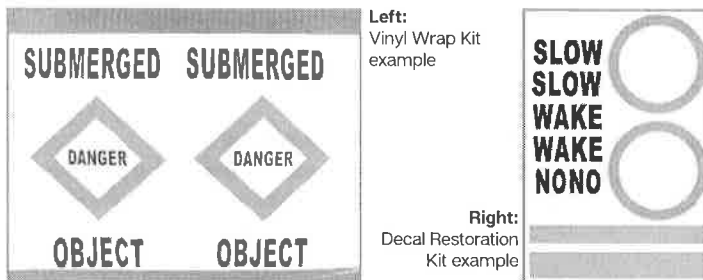 SUBMERGED SUBMERGED
DANGER DANGER
OBJECT OBJECT
Left:
Vinyl Wrap Kit
example
Right:
Decal Restoration
Kit example
SLOW
SLOW
WAKE
WAKE
NONO